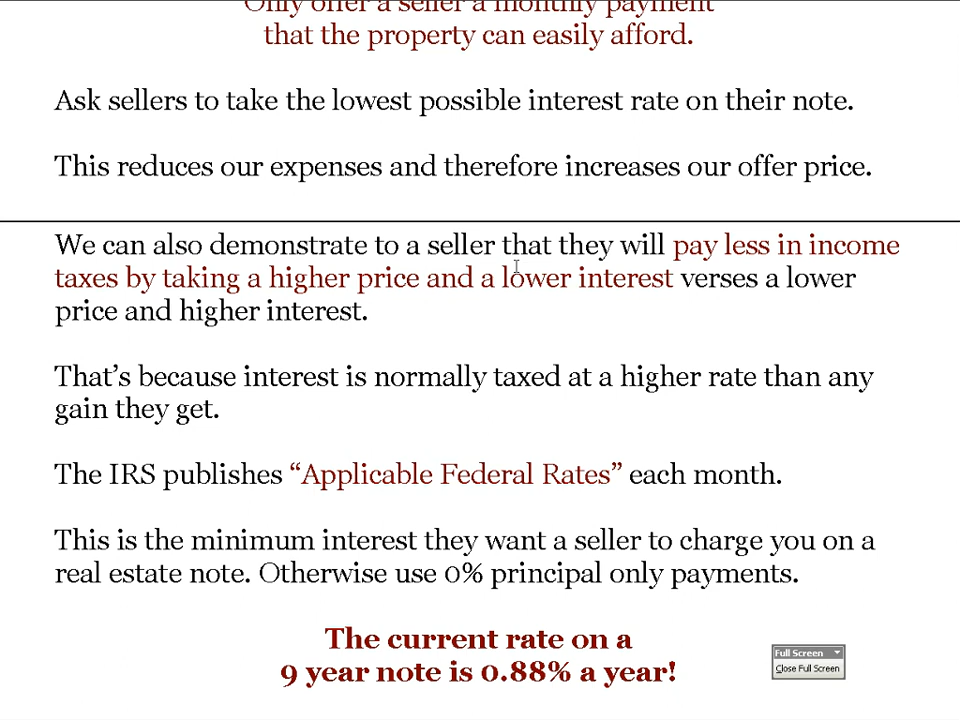 Only offer a seller a monthly payment
that the property can easily afford.
Ask sellers to take the lowest possible interest rate on their note.
This reduces our expenses and therefore increases our offer price.
We can also demonstrate to a seller that they will pay less in income
taxes by taking a higher price and a lower interest verses a lower
price and higher interest.
That’s because interest is normally taxed at a higher rate than any
gain they get.
The IRS publishes “Applicable Federal Rates” each month.
This is the minimum interest they want a seller to charge you on a
real estate note. Otherwise use 0% principal only payments.
The current rate on a
9 year note is 0.88% a year!
Full Screen
Close Full Screen